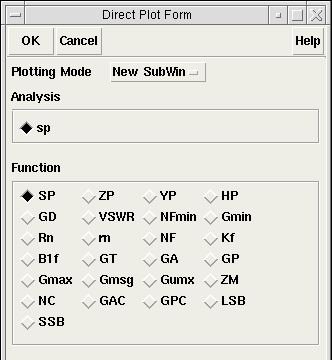 Direct Plot Form
OK Cancel Help
Plotting Mode New SubWin
Analysis
sp
Function
SP ZP YP HP
GD VSWR NFmin Gmin
Rn rn NF Kf
B1f GT GA GP
Gmax Gmsg Gumx ZM
NC GAC GPC LSB
SSB